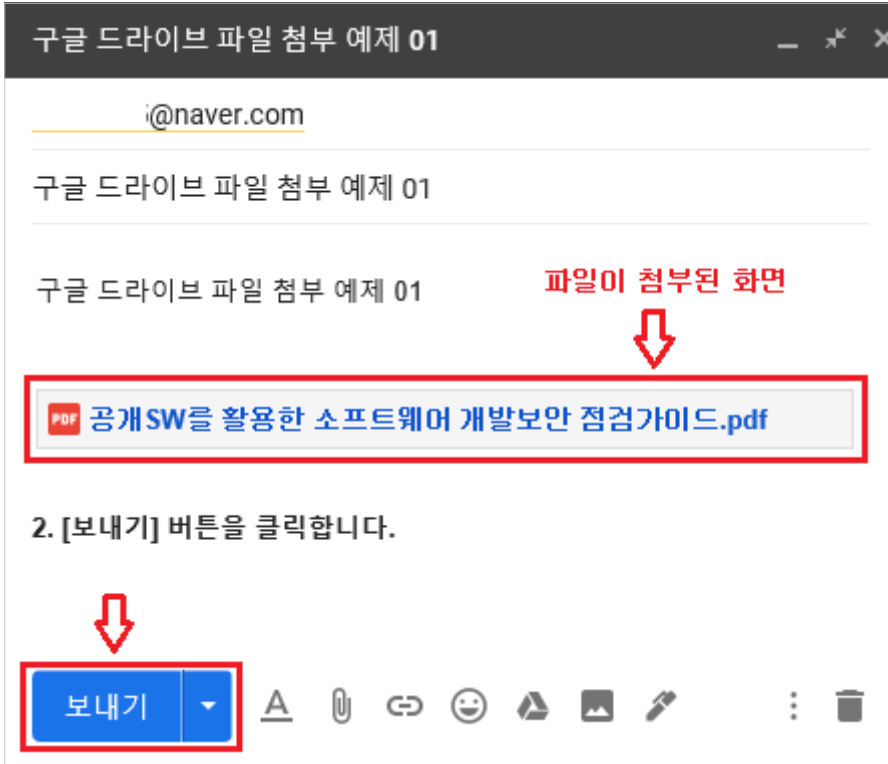 구글 드라이브 파일 첨부 예제 01
@naver.com
구글 드라이브 파일 첨부 예제 01
구글 드라이브 파일 첨부 예제 01
파일이 첨부된 화면
PDF 공개SW를 활용한 소프트웨어 개발보안 점검가이드.pdf
2. [보내기] 버튼을 클릭합니다.
보내기